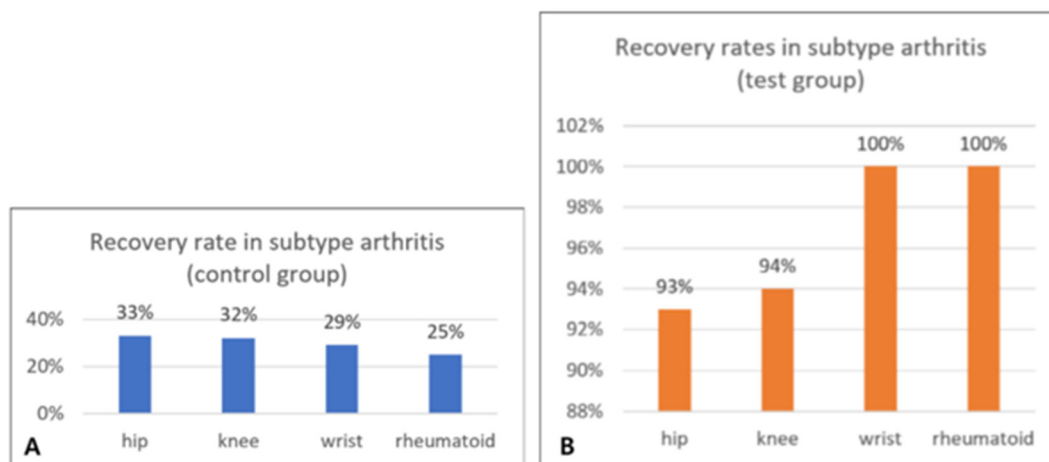 Recovery rate in subtype arthritis
(control group)
33%
32%
29%
25%
40%
20%
0%
hip
knee
wrist
rheumatoid
A
Recovery rates in subtype arthritis
(test group)
102%
100%
100%
100%
98%
96%
94%
93%
94%
92%
90%
88%
hip
knee
wrist
rheumatoid
B